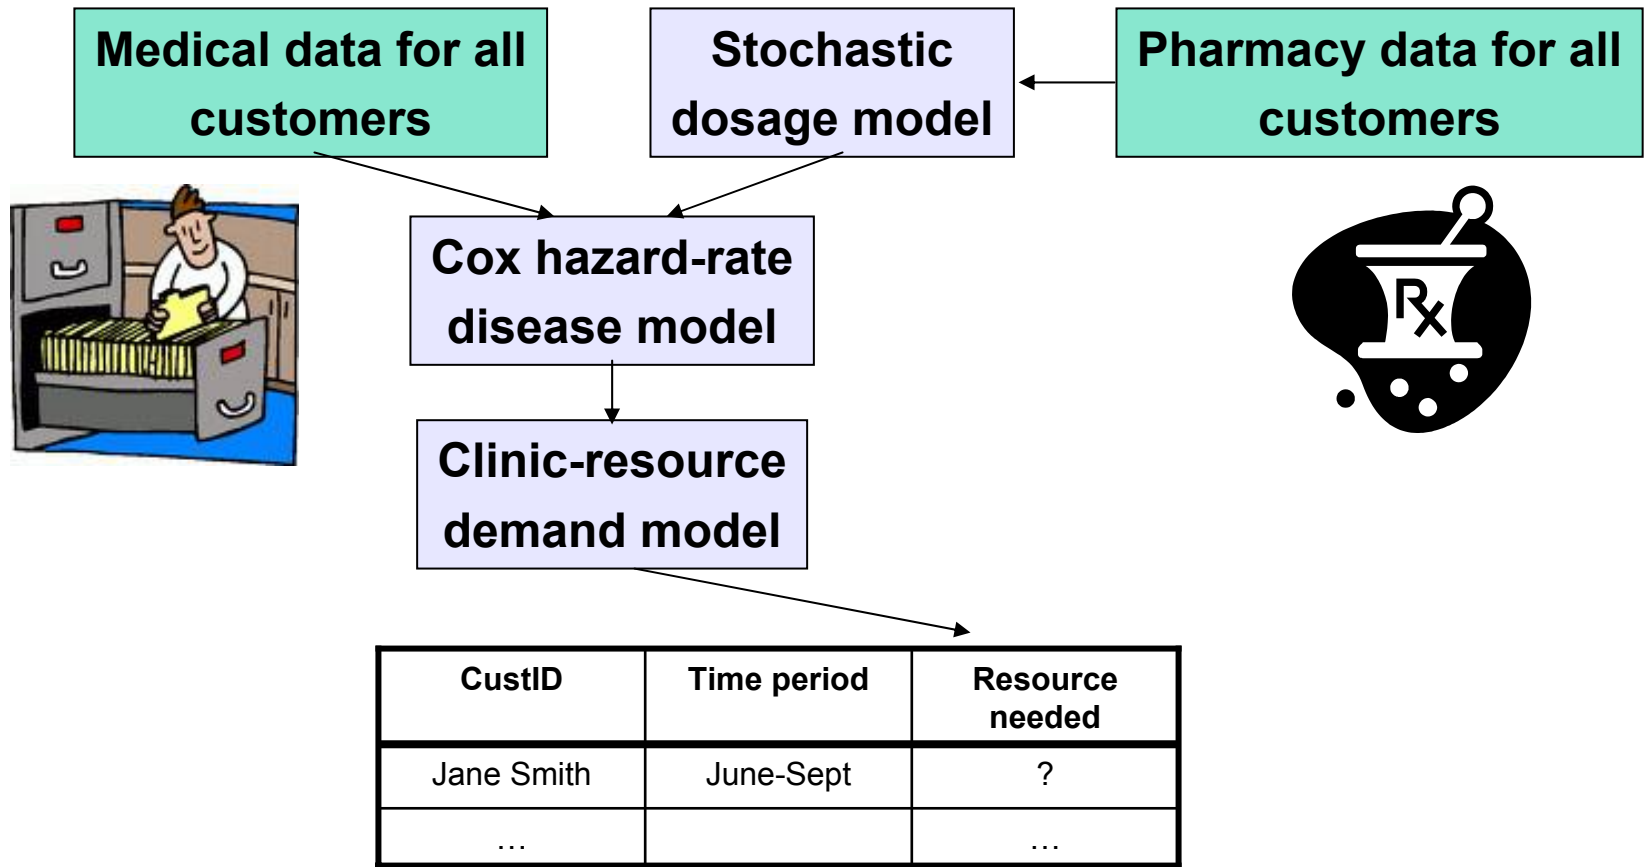 Medical data for all
customers
Stochastic
dosage model
Pharmacy data for all
customers
Cox hazard-rate
disease model
Rx
Clinic-resource
demand model
CustID
Time period
Resource
needed
Jane Smith
June-Sept
?
…
…